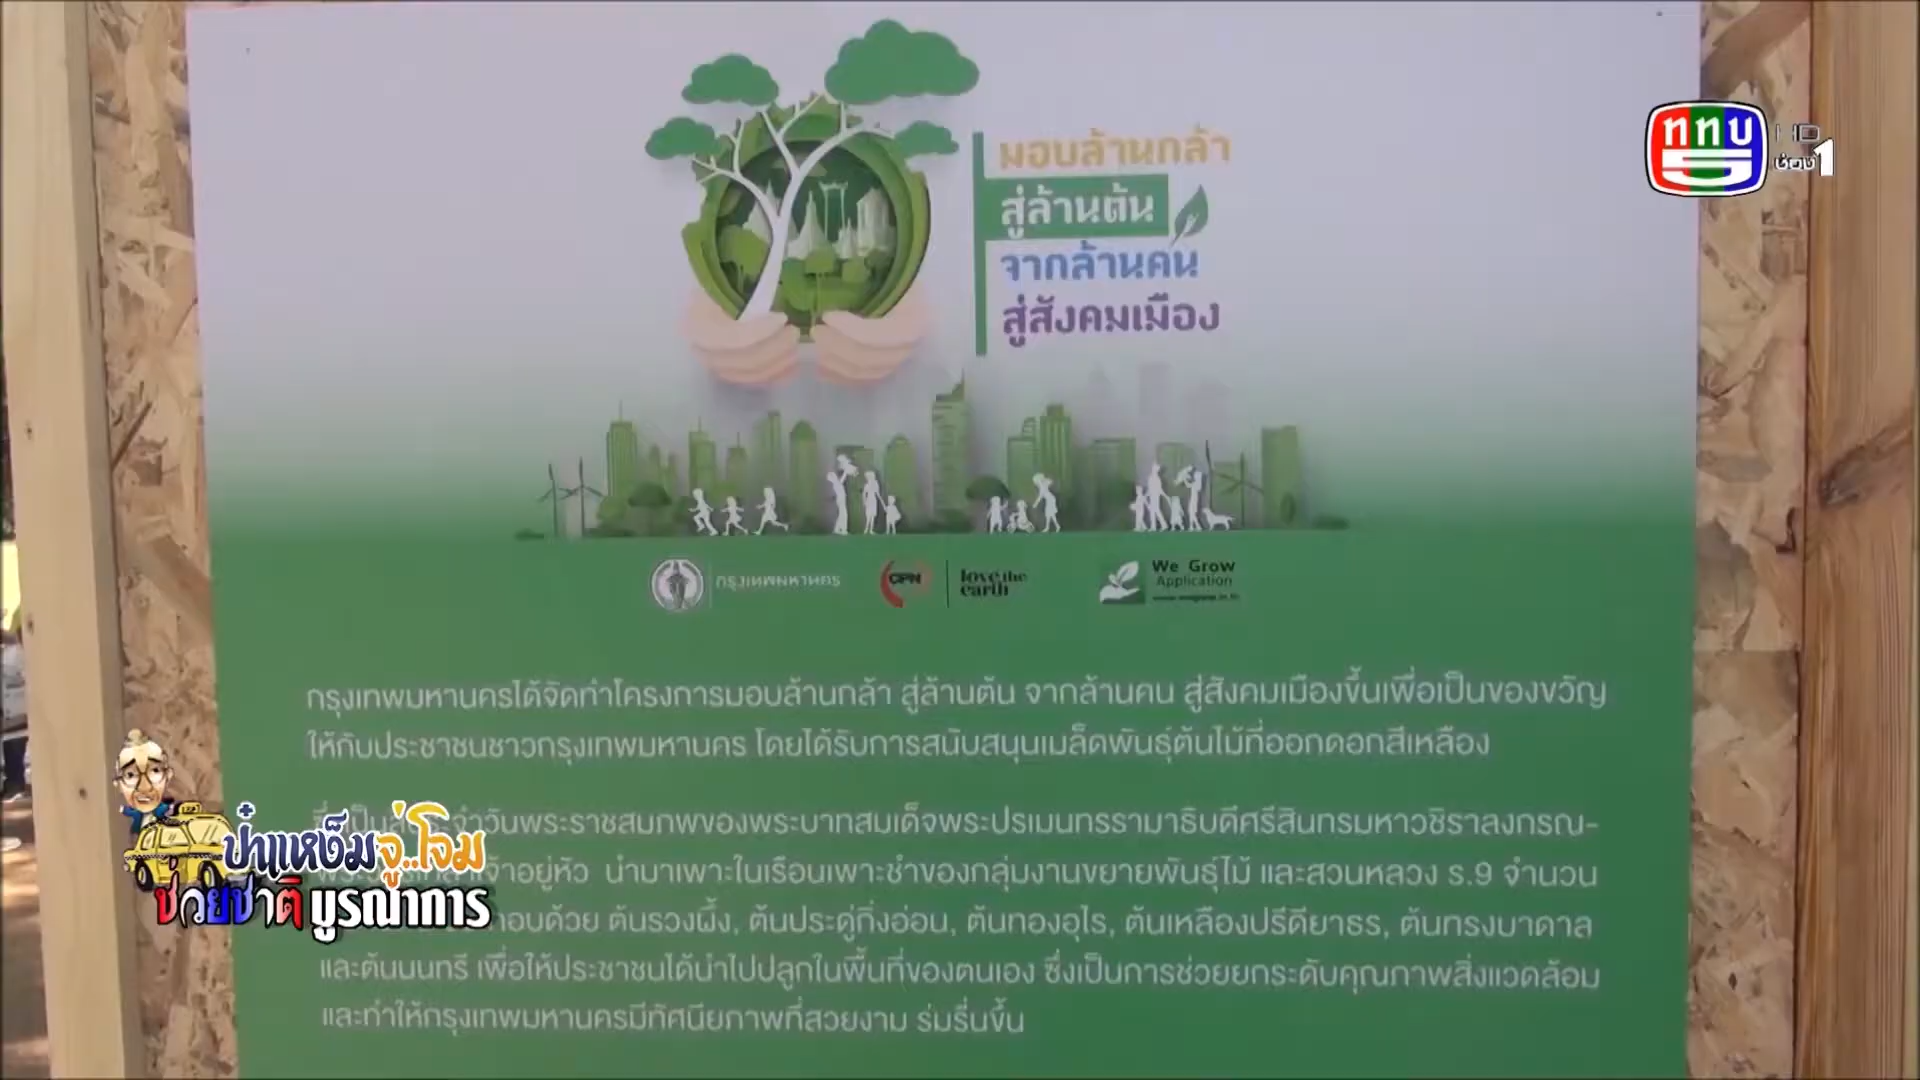 มอบล้านกล้า
สู่ล้านต้น
จากล้านคน
สู่สังคมเมือง
ททบ
5
HD
ช่อง1
กรุงเทพมหานคร
CPN
love the
earth
We Grow
Application
กรุงเทพมหานครได้จัดทำโครงการมอบล้านกล้า สู่ล้านต้น จากล้านคน สู่สังคมเมืองขึ้นเพื่อเป็นของขวัญ
ให้กับประชาชนชาวกรุงเทพมหานคร โดยได้รับการสนับสนุนเมล็ดพันธุ์ต้นไม้ที่ออกดอกสีเหลือง
วันพระราชสมภพของพระบาทสมเด็จพระปรเมนทรรามาธิบดีศรีสินทรมหาวชิราลงกรณ-
เจ้าอยู่หัว นำมาเพาะในเรือนเพาะชำของกลุ่มงานขยายพันธุ์ไม้ และสวนหลวง ร.9 จำนวน
ต้นรวงผึ้ง, ต้นประดู่กิ่งอ่อน, ต้นทองอุไร, ต้นเหลืองปรีดียาธร, ต้นทรงบาดาล
และต้นนนทรี เพื่อให้ประชาชนได้นำไปปลูกในพื้นที่ของตนเอง ซึ่งเป็นการช่วยยกระดับคุณภาพสิ่งแวดล้อม
และทำให้กรุงเทพมหานครมีทัศนียภาพที่สวยงาม ร่มรื่นขึ้น
ป๋าแหง็มจู่..โจม
ช่วยชาติ บูรณาการ